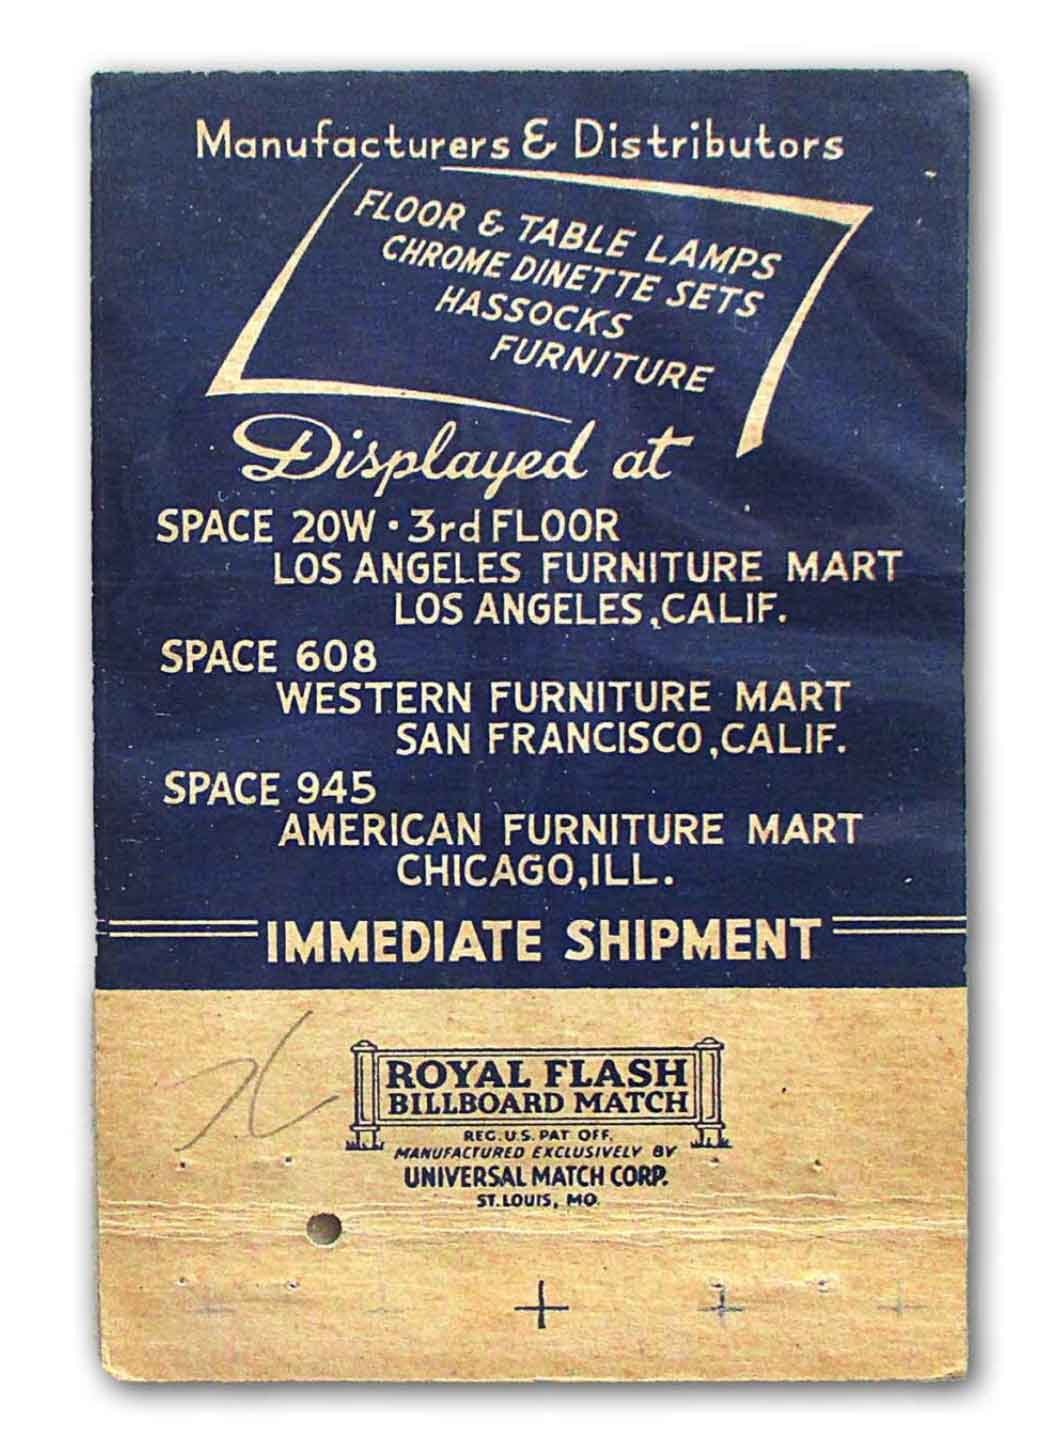 Manufacturers & Distributors
FLOOR & TABLE LAMPS
CHROME DINETTE SETS
HASSOCKS
FURNITURE
Displayed at
SPACE 20W · 3rd FLOOR
LOS ANGELES FURNITURE MART
LOS ANGELES, CALIF.
SPACE 608
WESTERN FURNITURE MART
SAN FRANCISCO, CALIF.
SPACE 945
AMERICAN FURNITURE MART
CHICAGO, ILL.
IMMEDIATE SHIPMENT
ROYAL FLASH
BILLBOARD MATCH
REG. U.S. PAT OFF.
MANUFACTURED EXCLUSIVELY BY
UNIVERSAL MATCH CORP.
ST. LOUIS, MO.